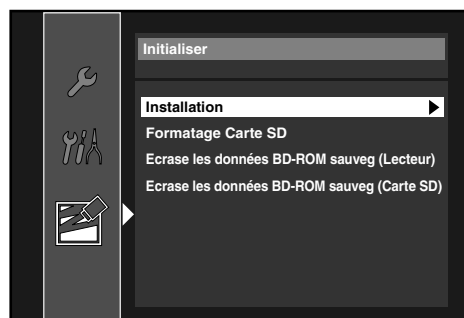 Initialiser
Installation
Formatage Carte SD
Ecrase les données BD-ROM sauveg (Lecteur)
Ecrase les données BD-ROM sauveg (Carte SD)